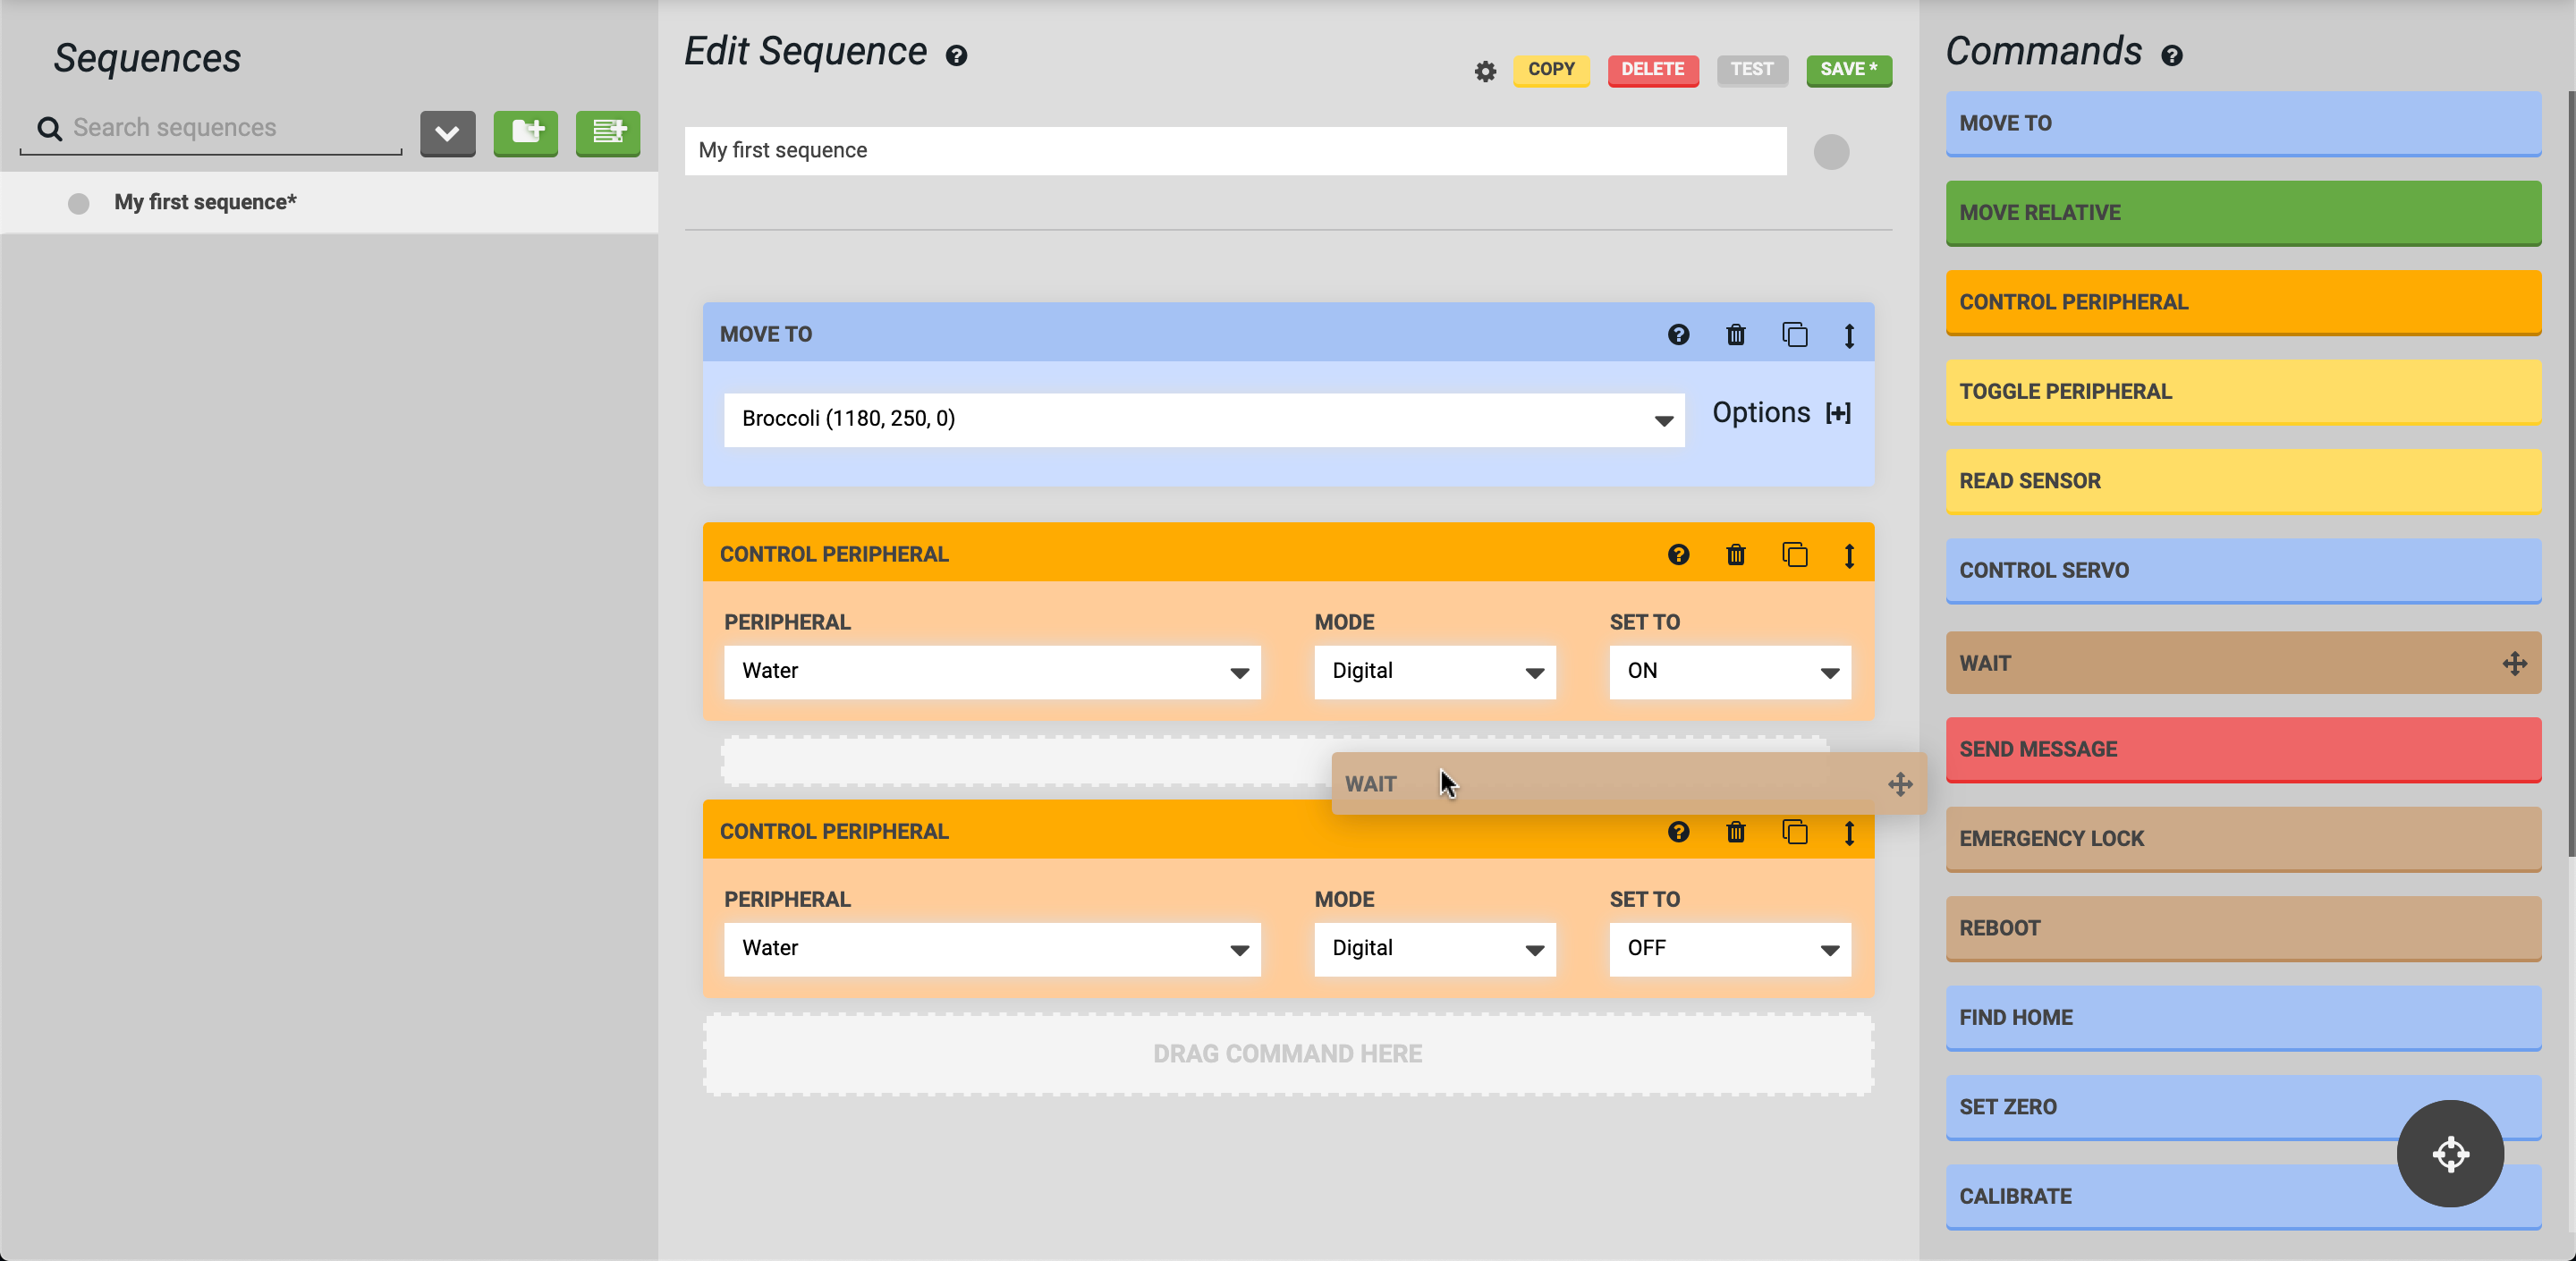 Sequences
Search sequences
My first sequence*
Edit Sequence
COPY
DELETE
TEST
SAVE *
My first sequence
MOVE TO
Broccoli (1180, 250, 0)
Options [+]
CONTROL PERIPHERAL
PERIPHERAL
MODE
SET TO
Water
Digital
ON
WAIT
CONTROL PERIPHERAL
PERIPHERAL
MODE
SET TO
Water
Digital
OFF
DRAG COMMAND HERE
Commands
MOVE TO
MOVE RELATIVE
CONTROL PERIPHERAL
TOGGLE PERIPHERAL
READ SENSOR
CONTROL SERVO
WAIT
SEND MESSAGE
EMERGENCY LOCK
REBOOT
FIND HOME
SET ZERO
CALIBRATE